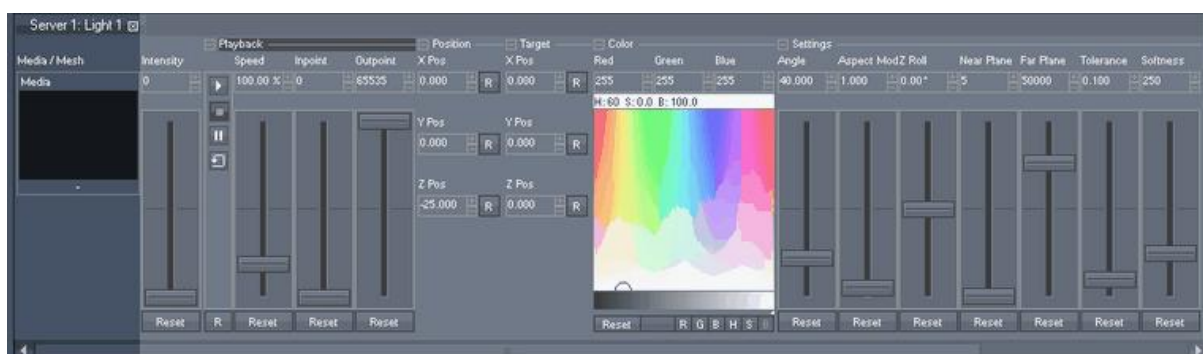 Server 1: Light 1
Playback Position Target Color Settings
Media / Mesh Intensity Speed Inpoint Outpoint X Pos X Pos Red Green Blue Angle Aspect Mod Z Roll Near Plane Far Plane Tolerance Softness
Media 0 100.00 % 0 65535 0.000 R 0.000 R 255 255 255 40.000 1.000 0.00° 5 50000 0.100 250
H: 60 S: 0.0 B: 100.0
Y Pos Y Pos
0.000 R 0.000 R
Z Pos Z Pos
-25.000 R 0.000 R
Reset R Reset Reset Reset Reset R G B H S Reset Reset Reset Reset Reset Reset Reset